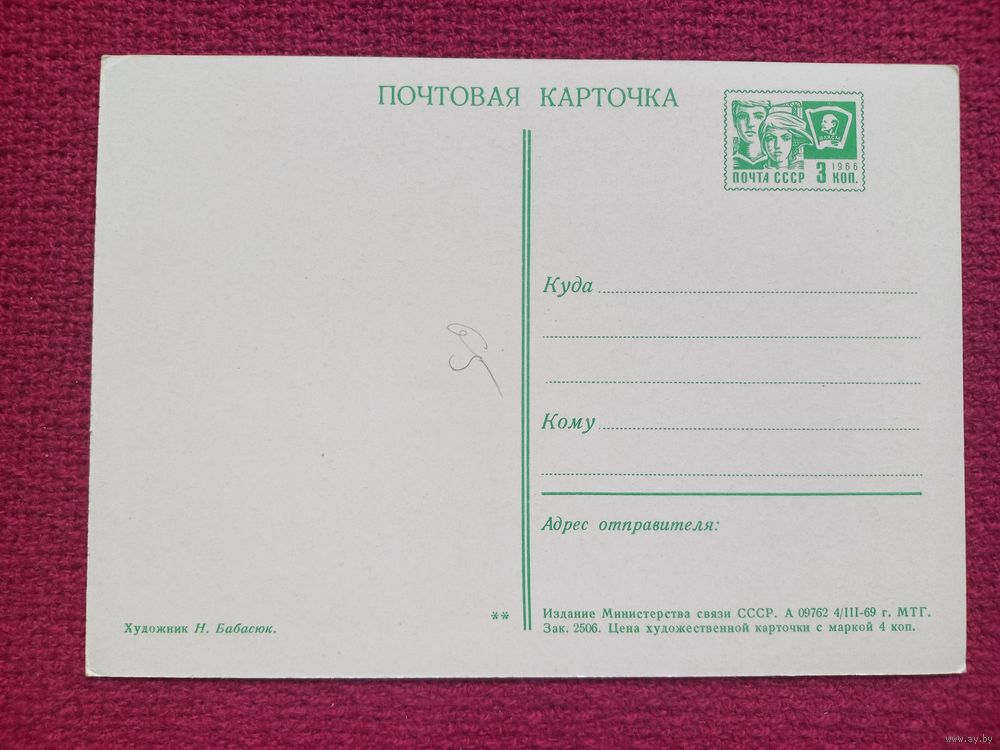 ПОЧТОВАЯ КАРТОЧКА
ВЛКСМ
1966
ПОЧТА СССР 3 КОП.
Куда
Кому
Адрес отправителя:
Художник Н. Бабасюк.
**
Издание Министерства связи СССР. А 09762 4/III-69 г. МТГ.
Зак. 2506. Цена художественной карточки с маркой 4 коп.
www.ay.by